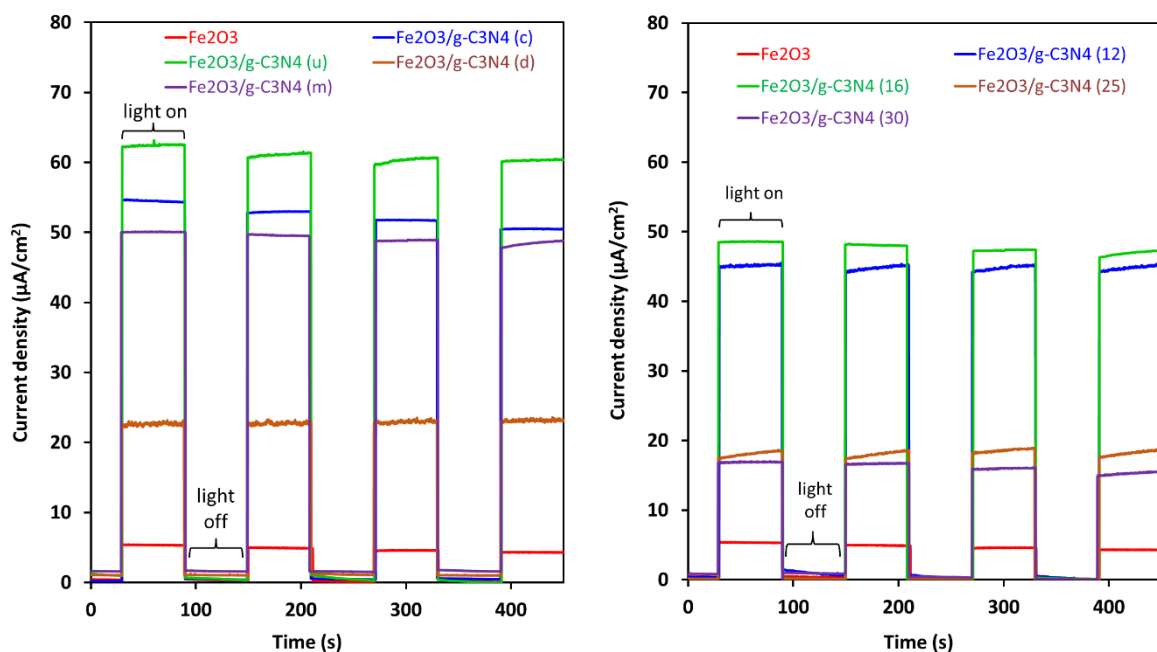 80
70
60
50
40
30
20
10
0
Current density (µA/cm²)
Fe2O3
Fe2O3/g-C3N4 (c)
Fe2O3/g-C3N4 (u)
Fe2O3/g-C3N4 (d)
Fe2O3/g-C3N4 (m)
light on
light
off
0
100
200
300
400
Time (s)
80
70
60
50
40
30
20
10
0
Current density (µA/cm²)
Fe2O3
Fe2O3/g-C3N4 (12)
Fe2O3/g-C3N4 (16)
Fe2O3/g-C3N4 (25)
Fe2O3/g-C3N4 (30)
light on
light
off
0
100
200
300
400
Time (s)